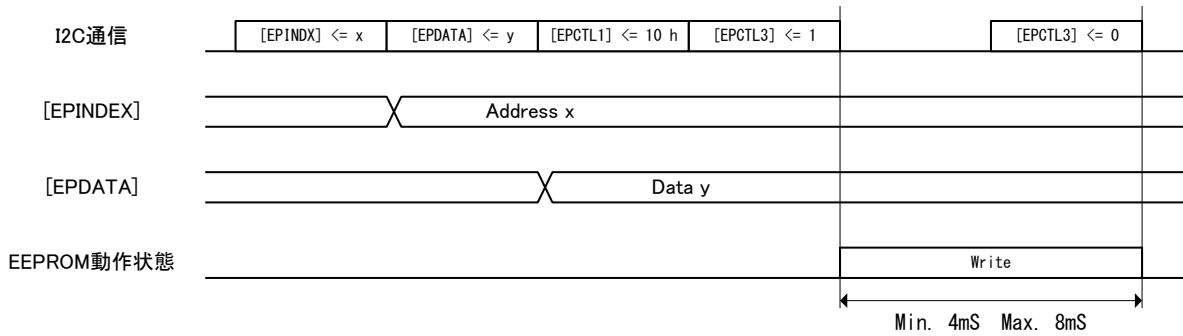 I2C通信 [EPINDX] <= x [EPDATA] <= y [EPCTL1] <= 10 h [EPCTL3] <= 1 [EPCTL3] <= 0
[EPINDEX] Address x
[EPDATA] Data y
EEPROM動作状態 Write
Min. 4mS Max. 8mS